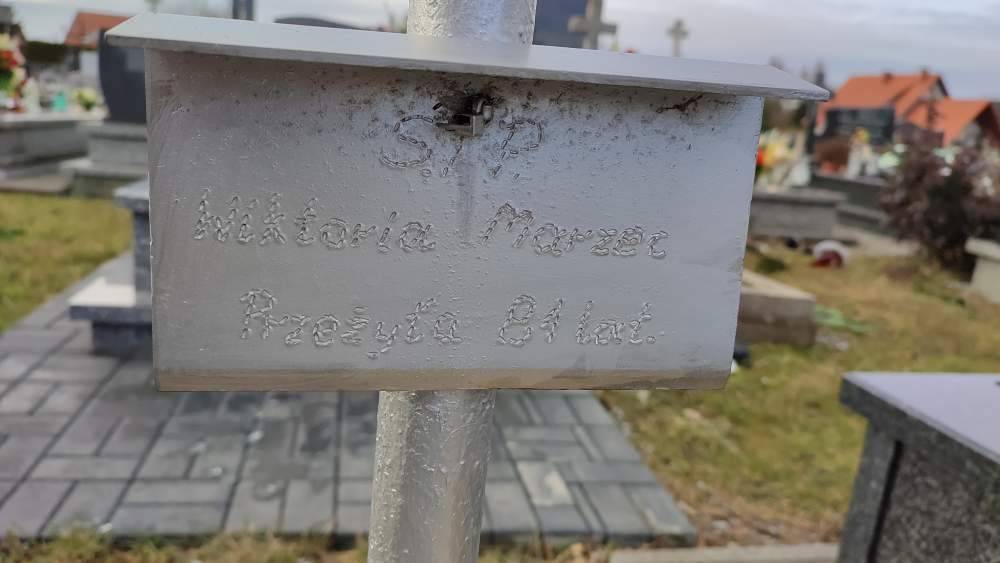 Ś.P.
Wiktoria Marzec
Przeżyła 81 lat.